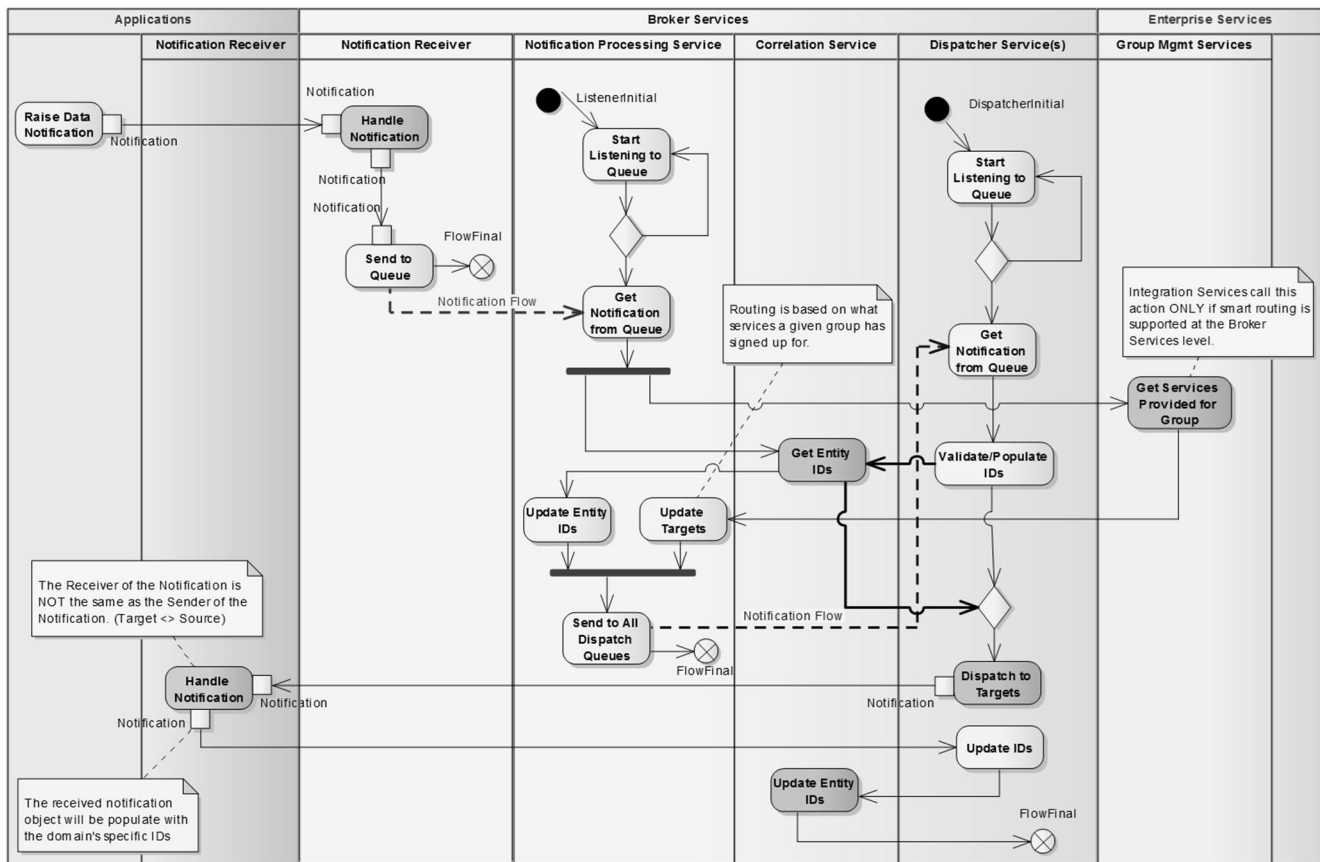 Applications
Broker Services
Enterprise Services
Notification Receiver
Notification Receiver
Notification Processing Service
Correlation Service
Dispatcher Service(s)
Group Mgmt Services
Raise Data
Notification
Notification
Notification
Handle
Notification
Notification
Notification
Send to
Queue
FlowFinal
Notification Flow
ListenerInitial
Start
Listening to
Queue
Get
Notification
from Queue
DispatcherInitial
Start
Listening to
Queue
Get
Notification
from Queue
Routing is based on what
services a given group has
signed up for.
Integration Services call this
action ONLY if smart routing is
supported at the Broker
Services level.
Get Services
Provided for
Group
Get Entity
IDs
Validate/Populate
IDs
Update Entity
IDs
Update
Targets
The Receiver of the Notification is
NOT the same as the Sender of the
Notification. (Target <> Source)
Send to All
Dispatch
Queues
Notification Flow
FlowFinal
Handle
Notification
Notification
Notification
Notification
Dispatch to
Targets
Update IDs
Update Entity
IDs
FlowFinal
The received notification
object will be populate with
the domain's specific IDs